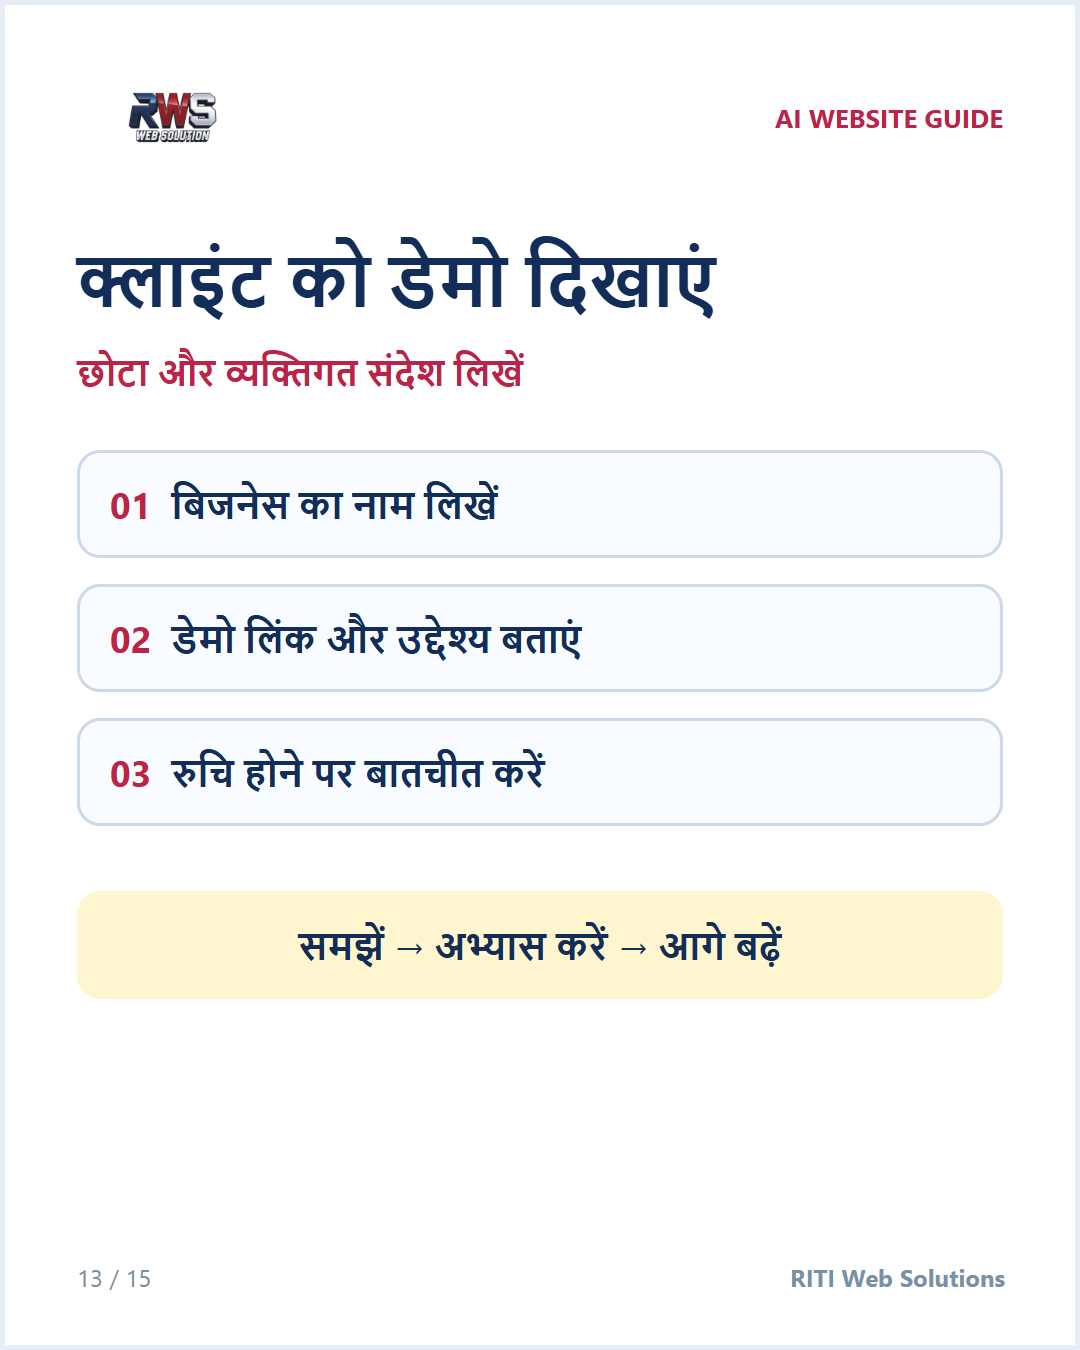 RWS
WEB SOLUTION
AI WEBSITE GUIDE
क्लाइंट को डेमो दिखाएं
छोटा और व्यक्तिगत संदेश लिखें
01 बिजनेस का नाम लिखें
02 डेमो लिंक और उद्देश्य बताएं
03 रुचि होने पर बातचीत करें
समझें → अभ्यास करें → आगे बढ़ें
13 / 15
RITI Web Solutions